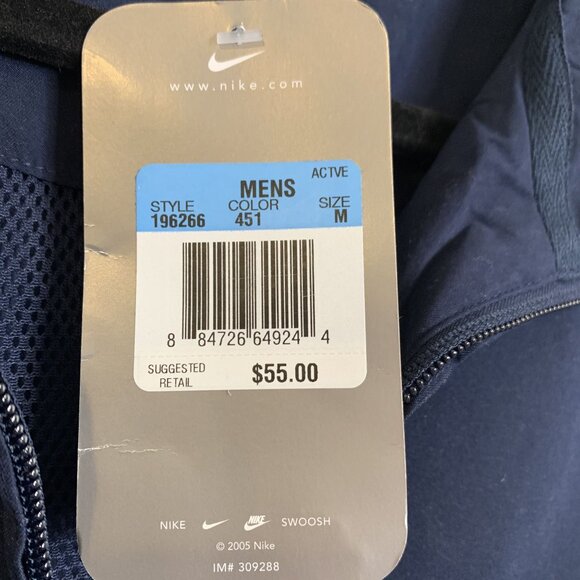 www.nike.com
ACTVE
MENS
STYLE COLOR SIZE
196266 451 M
8 84726 64924 4
SUGGESTED
RETAIL $55.00
NIKE NIKE SWOOSH
© 2005 Nike
IM# 309288